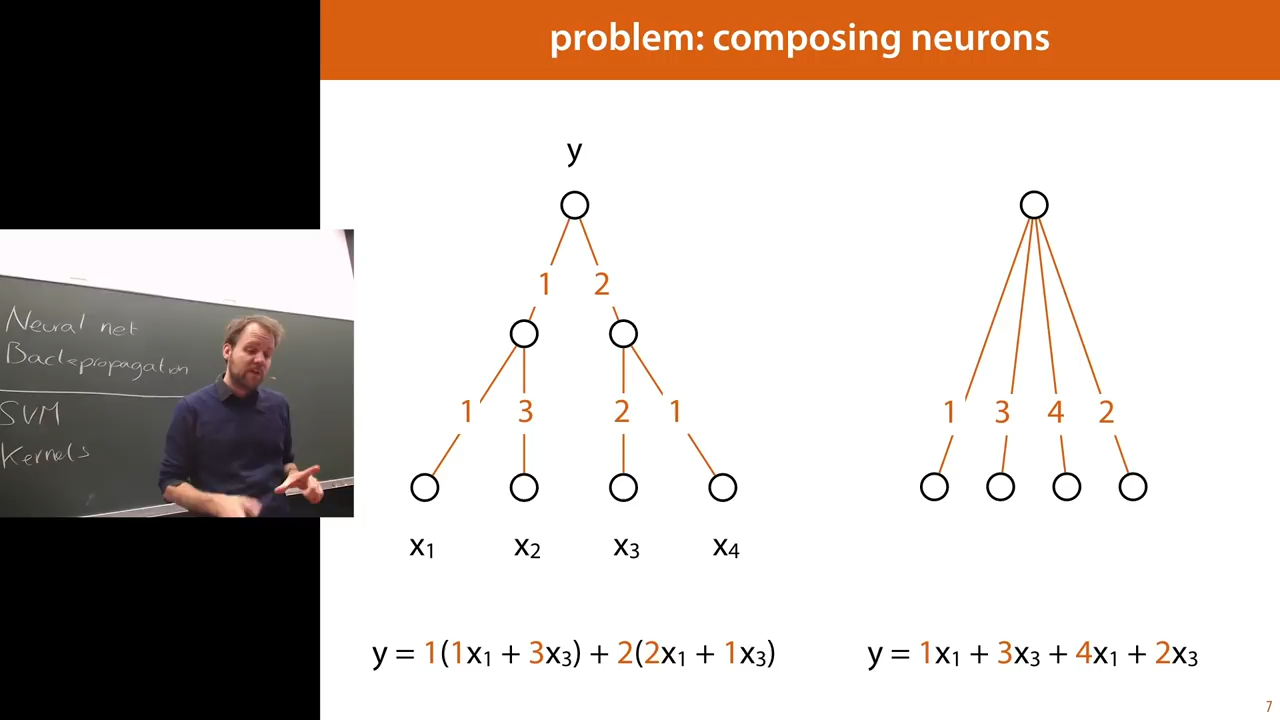 problem: composing neurons
y
1 2
1 3 2 1
1 3 4 2
x₁ x₂ x₃ x₄
y = 1(1x₁ + 3x₃) + 2(2x₁ + 1x₃)
y = 1x₁ + 3x₃ + 4x₁ + 2x₃
7
Neural net
Backpropagation
SVM
Kernels